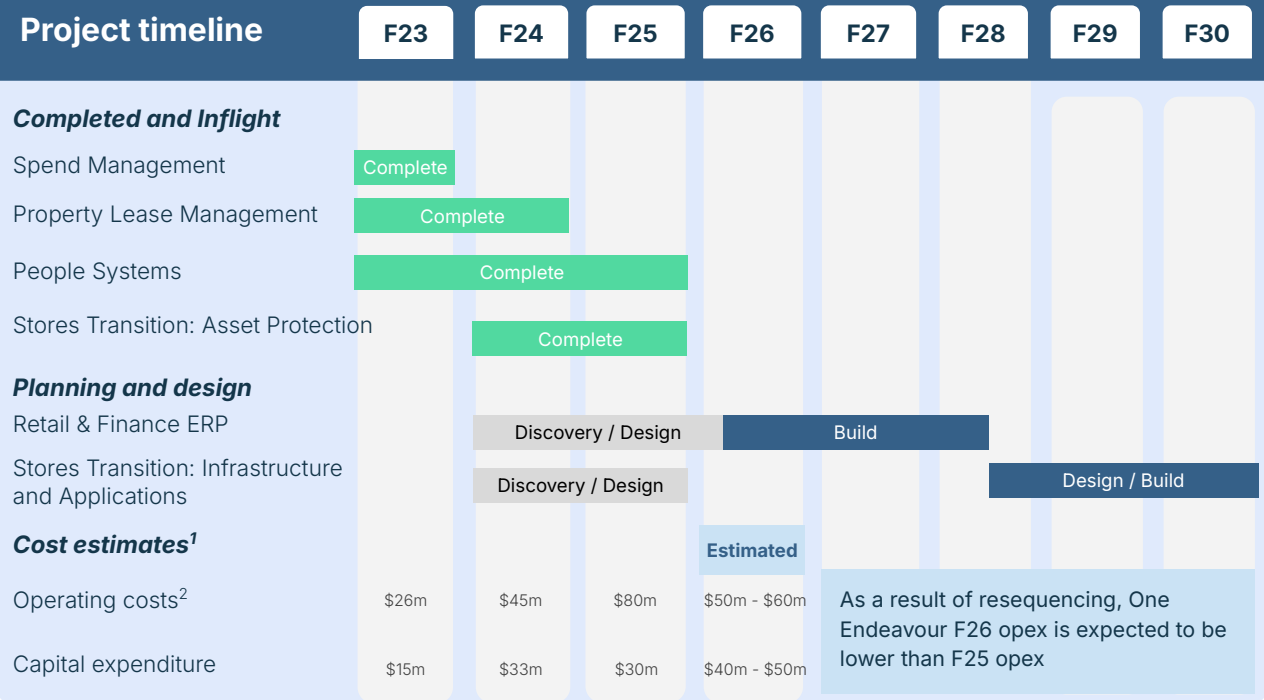 Project timeline F23 F24 F25 F26 F27 F28 F29 F30
Completed and Inflight
Spend Management Complete
Property Lease Management Complete
People Systems Complete
Stores Transition: Asset Protection Complete
Planning and design
Retail & Finance ERP Discovery / Design Build
Stores Transition: Infrastructure
and Applications Discovery / Design Design / Build
Cost estimates¹ Estimated
Operating costs² $26m $45m $80m $50m - $60m
Capital expenditure $15m $33m $30m $40m - $50m
As a result of resequencing, One
Endeavour F26 opex is expected to be
lower than F25 opex